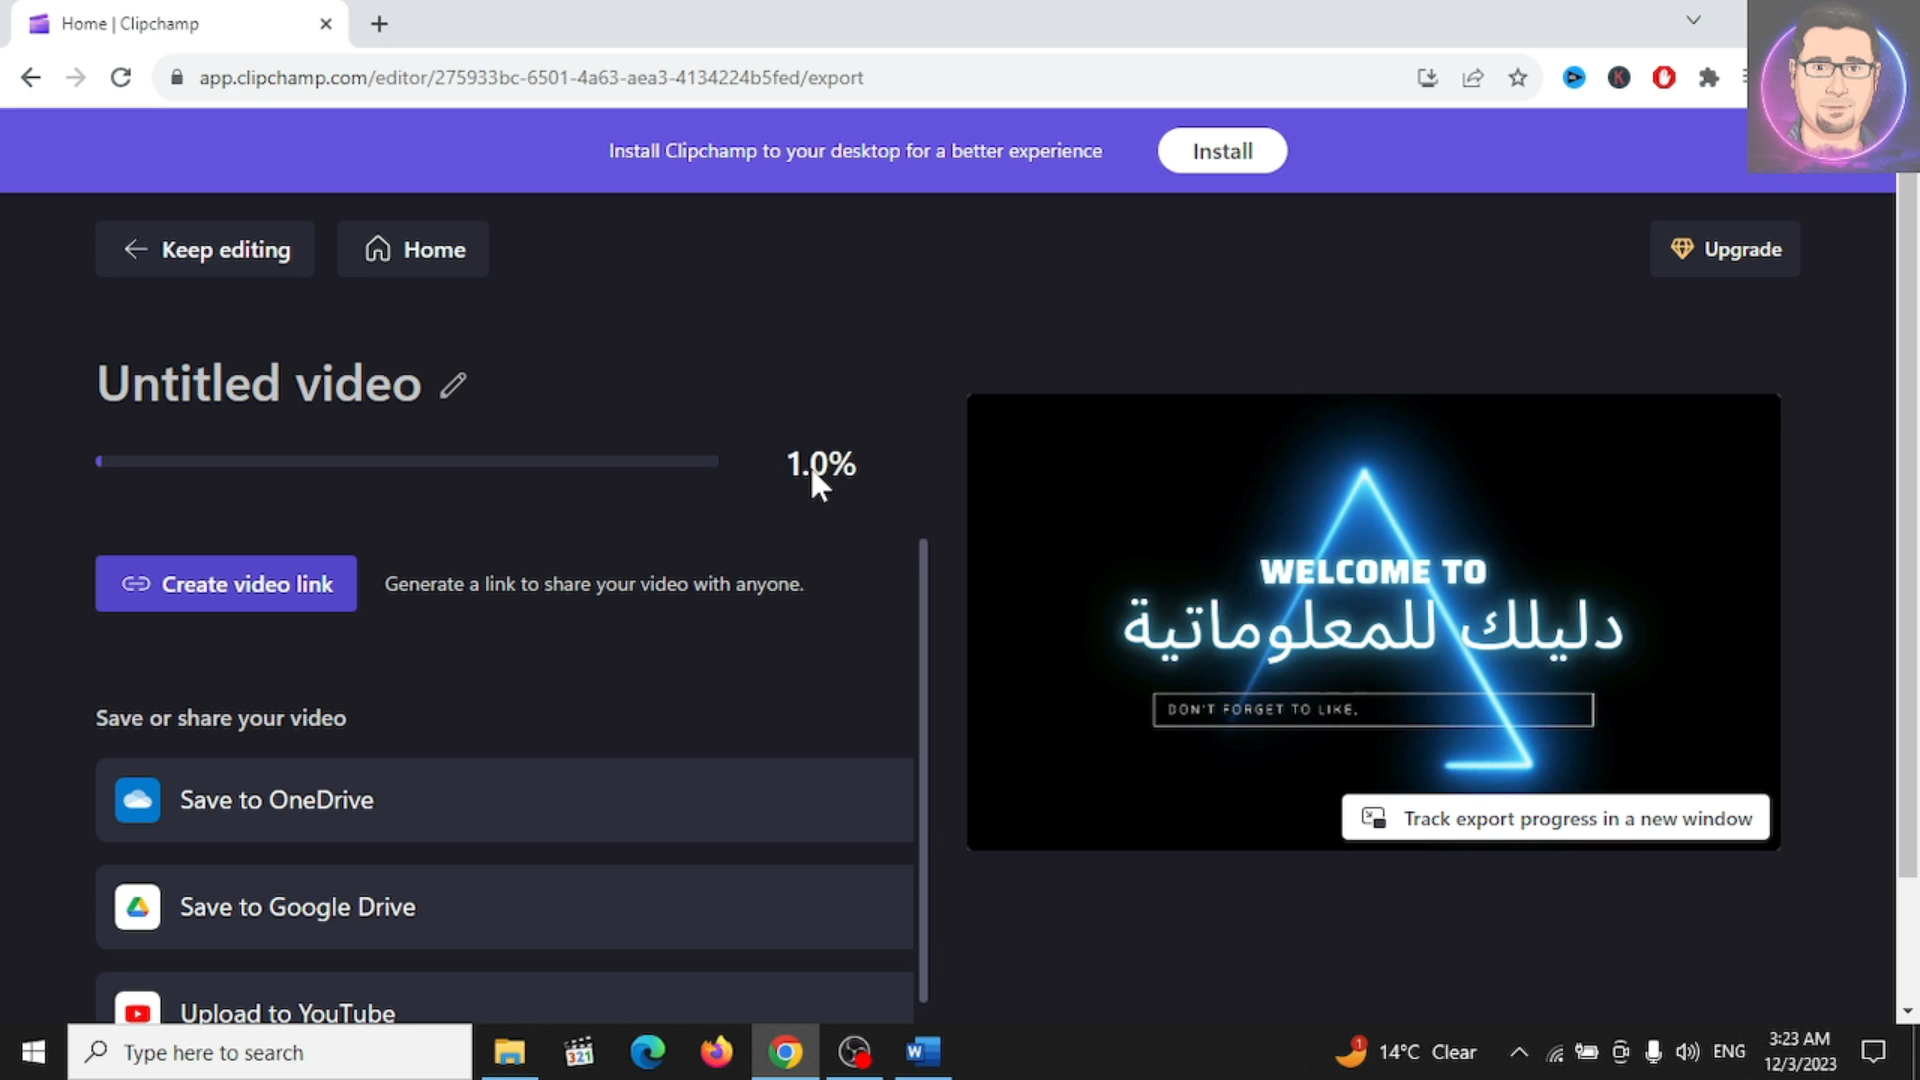 Home | Clipchamp
app.clipchamp.com/editor/275933bc-6501-4a63-aea3-4134224b5fed/export
K
Install Clipchamp to your desktop for a better experience
Install
Keep editing
Home
Upgrade
Untitled video
1.0%
Create video link
Generate a link to share your video with anyone.
Save or share your video
Save to OneDrive
Save to Google Drive
Upload to YouTube
WELCOME TO
دليلك للمعلوماتية
DON'T FORGET TO LIKE.
Track export progress in a new window
Type here to search
321
W
1
14°C Clear
ENG
3:23 AM
12/3/2023